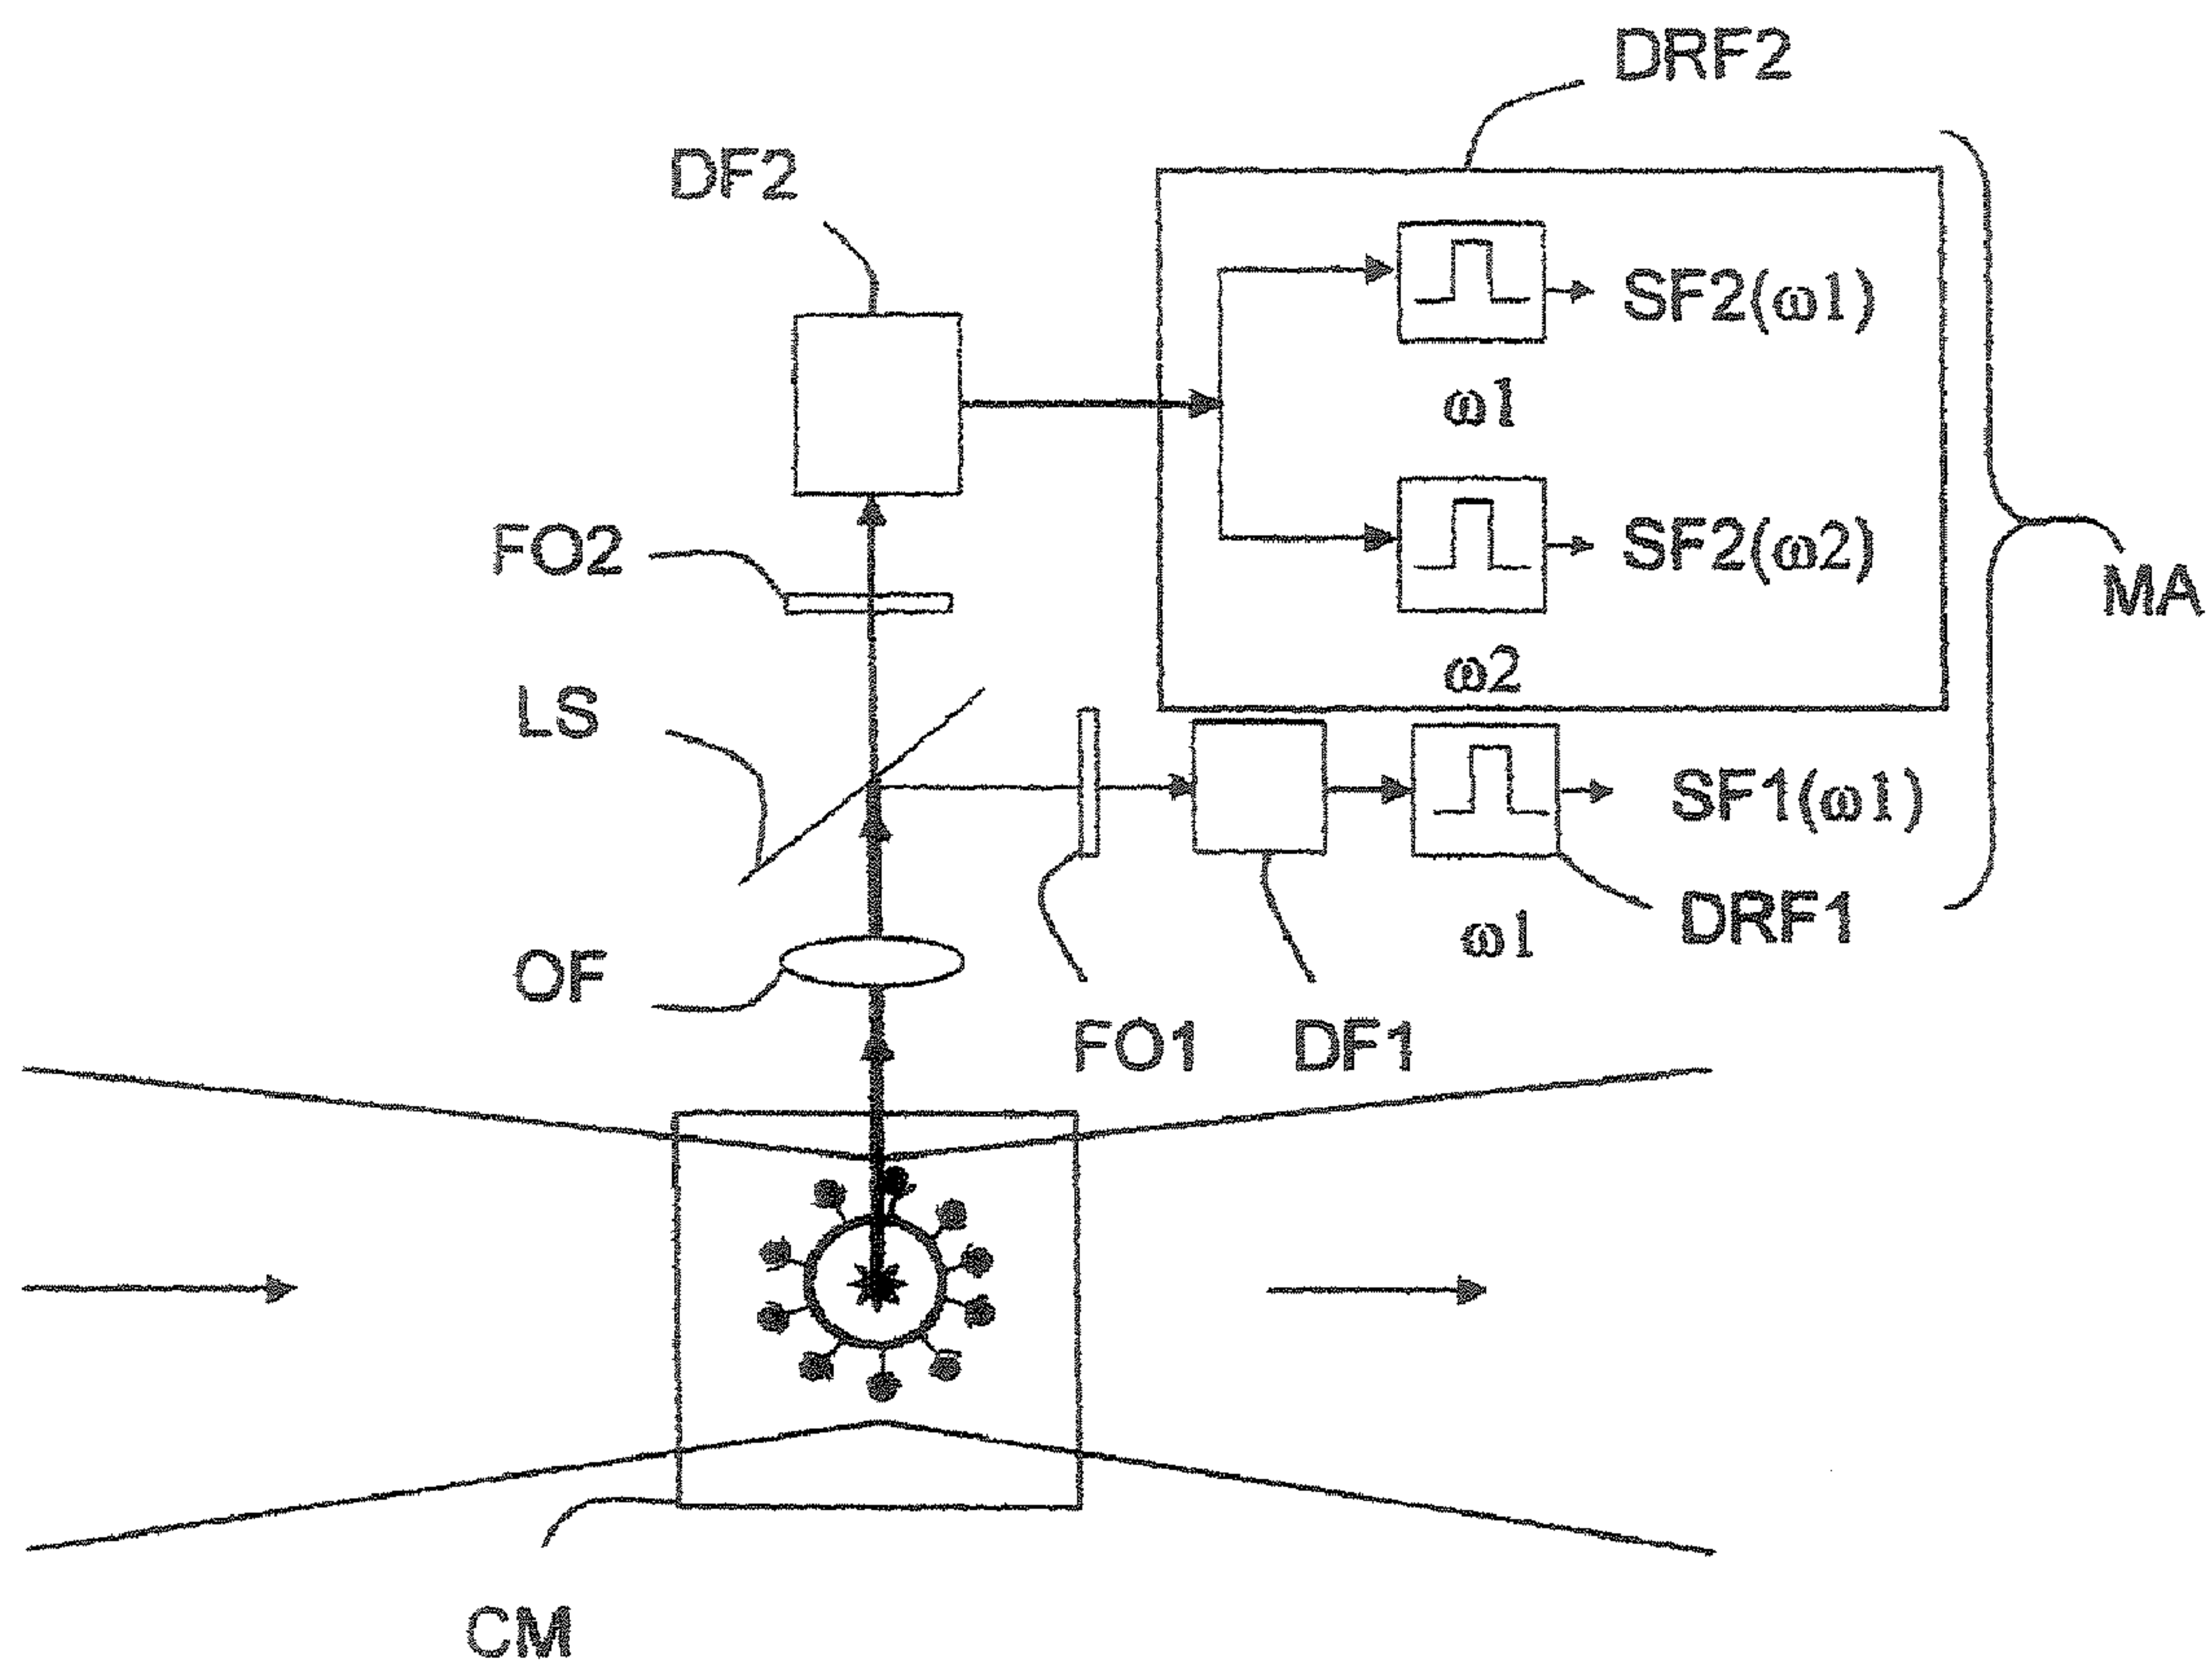 DRF2
DF2
SF2(ω1)
ω1
FO2
SF2(ω2)
MA
ω2
LS
SF1(ω1)
DRF1
ω1
OF
FO1
DF1
CM